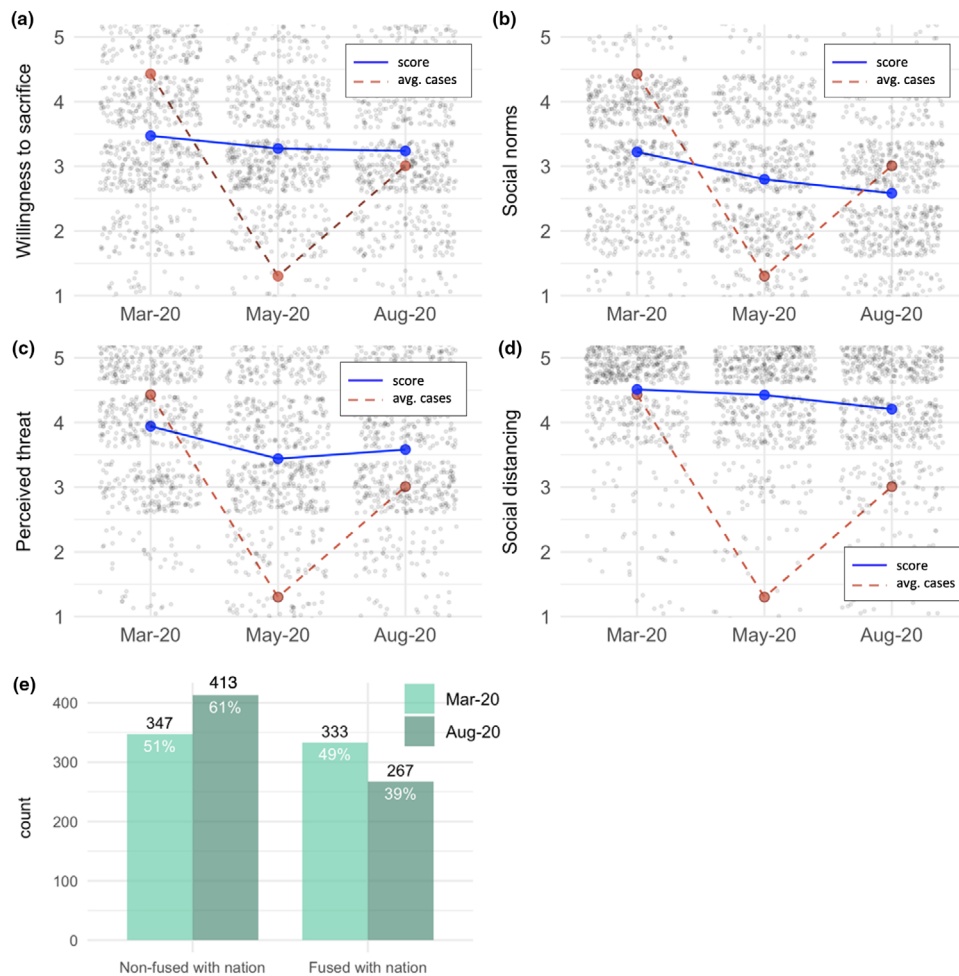 (a)
Willingness to sacrifice
5
4
3
2
1
score
avg. cases
Mar-20 May-20 Aug-20
(b)
Social norms
5
4
3
2
1
score
avg. cases
Mar-20 May-20 Aug-20
(c)
Perceived threat
5
4
3
2
1
score
avg. cases
Mar-20 May-20 Aug-20
(d)
Social distancing
5
4
3
2
1
score
avg. cases
Mar-20 May-20 Aug-20
(e)
count
400
300
200
100
0
347
51%
413
61%
333
49%
267
39%
Mar-20
Aug-20
Non-fused with nation Fused with nation